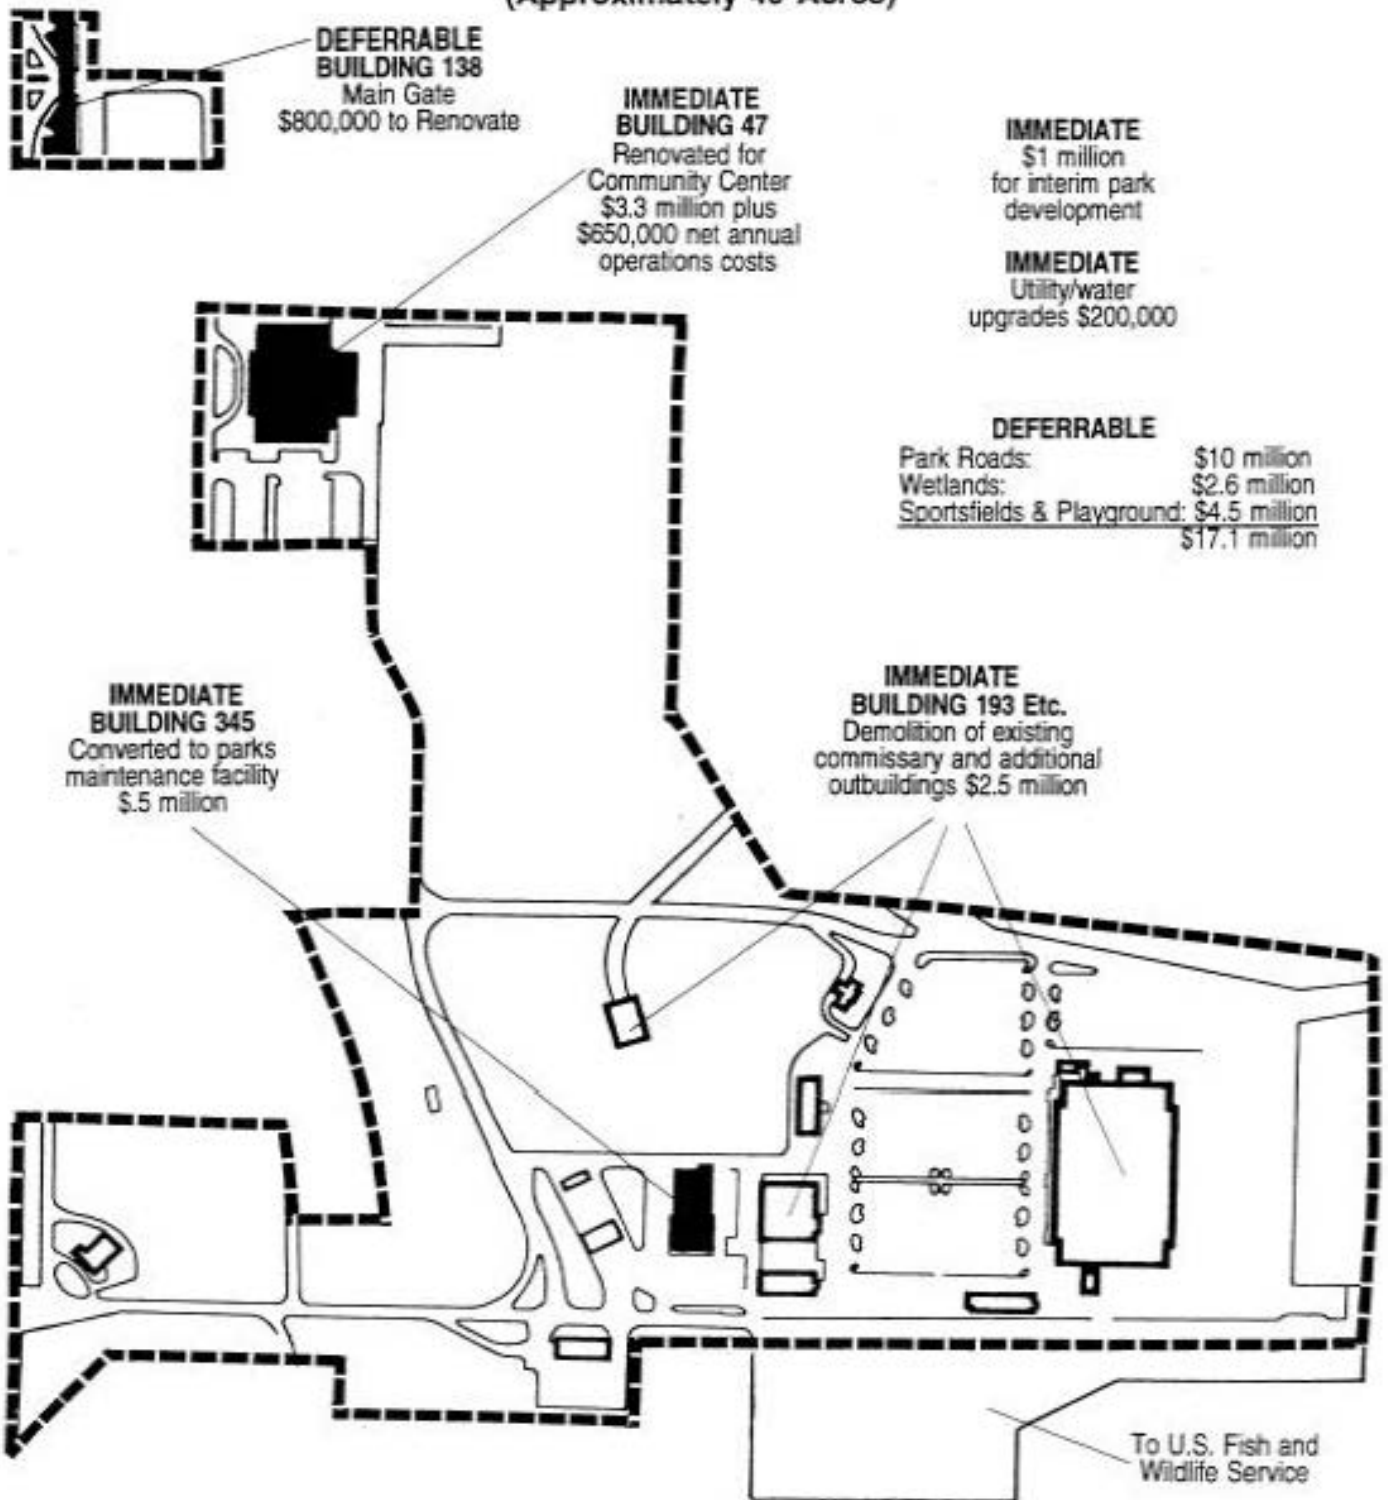 (Approximately 40 Acres)
DEFERRABLE
BUILDING 138
Main Gate
$800,000 to Renovate
IMMEDIATE
BUILDING 47
Renovated for
Community Center
$3.3 million plus
$650,000 net annual
operations costs
IMMEDIATE
$1 million
for interim park
development
IMMEDIATE
Utility/water
upgrades $200,000
DEFERRABLE
Park Roads: $10 million
Wetlands: $2.6 million
Sportsfields & Playground: $4.5 million
$17.1 million
IMMEDIATE
BUILDING 345
Converted to parks
maintenance facility
$.5 million
IMMEDIATE
BUILDING 193 Etc.
Demolition of existing
commissary and additional
outbuildings $2.5 million
To U.S. Fish and
Wildlife Service